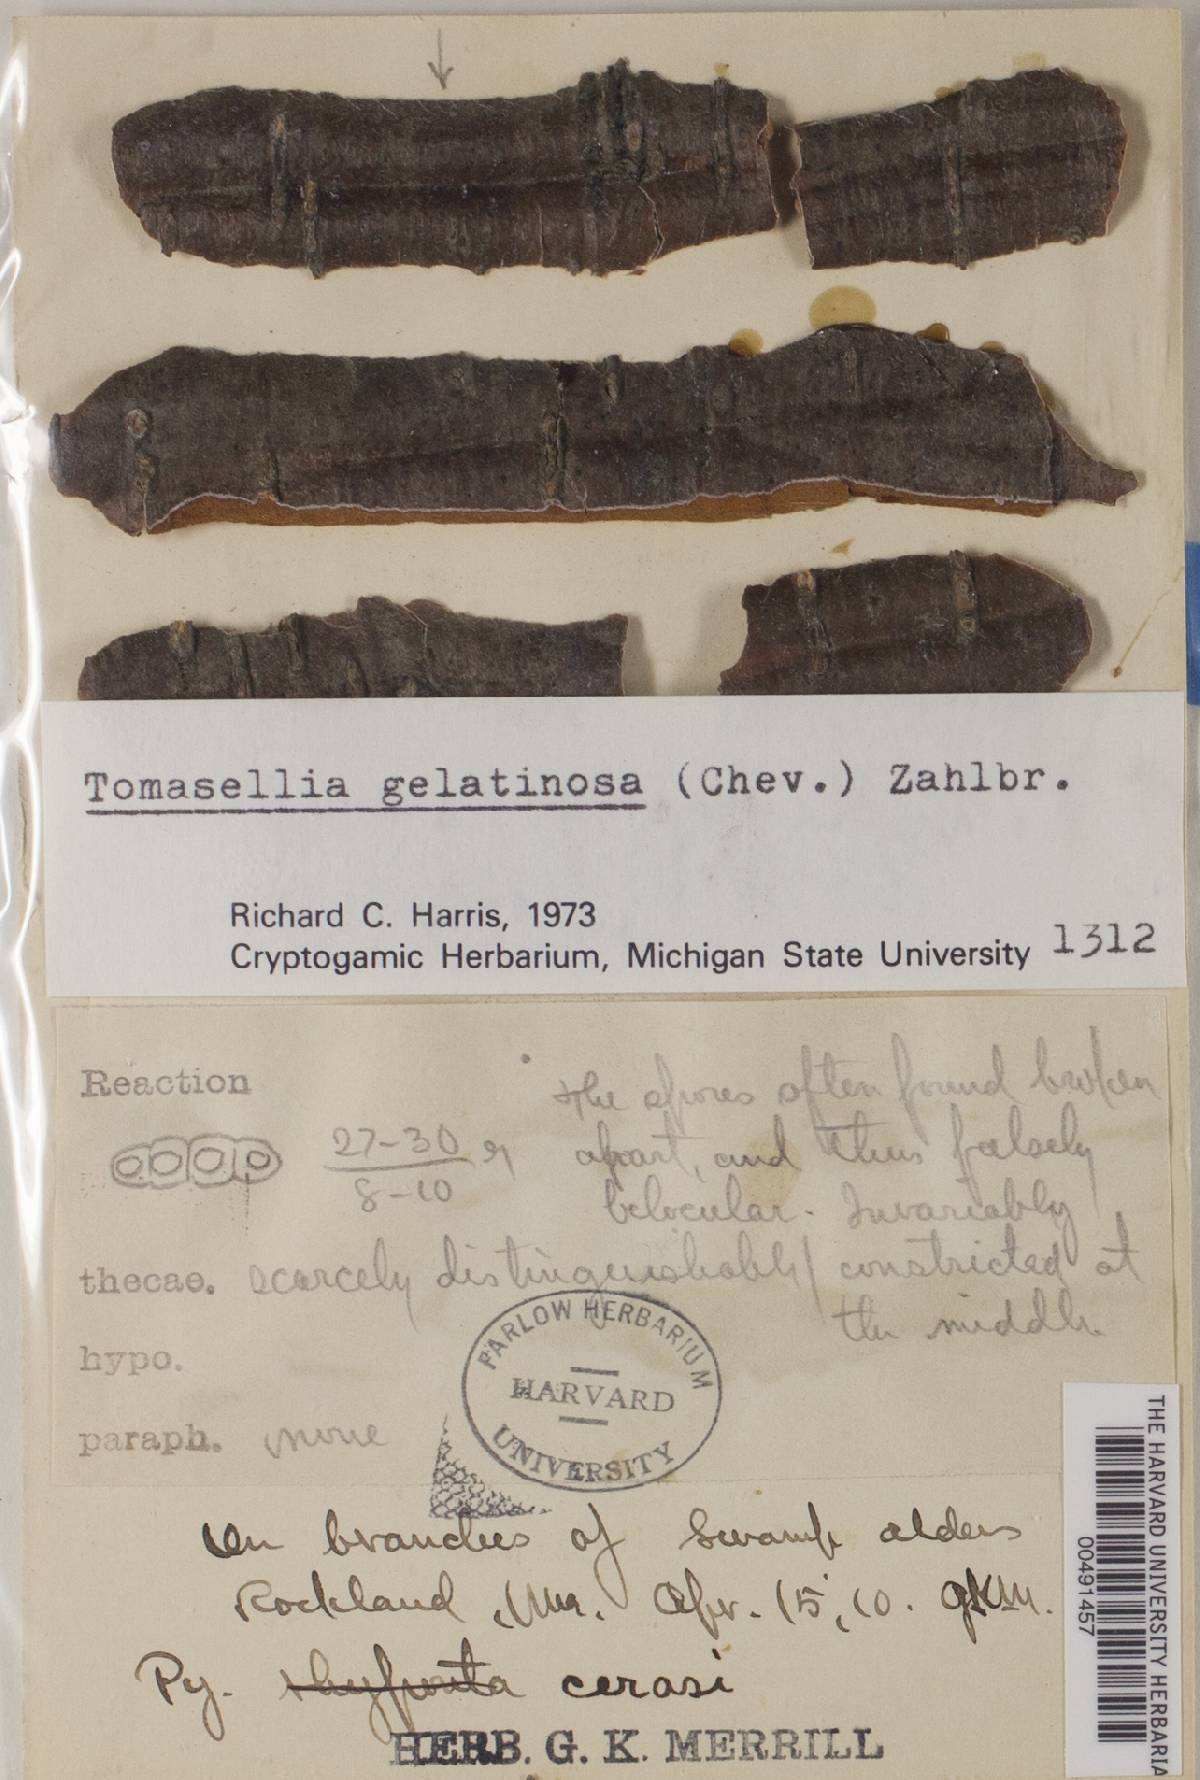 Tomasellia gelatinosa (Chev.) Zahlbr.
Richard C. Harris, 1973
Cryptogamic Herbarium, Michigan State University 1312
Reaction
27-30
8-10
The spores often found broken
apart, and thus falsely
bilocular. Invariably
constricted at
the middle.
thecae. scarcely distinguishable
hypo.
paraph. none
FARLOW HERBARIUM
HARVARD
UNIVERSITY
On branches of Swamp alders
Rockland, Me. Apr. 15, 10. GKM.
Py. rhyponta cerasi
HERB. G. K. MERRILL
THE HARVARD UNIVERSITY HERBARIA
00491457